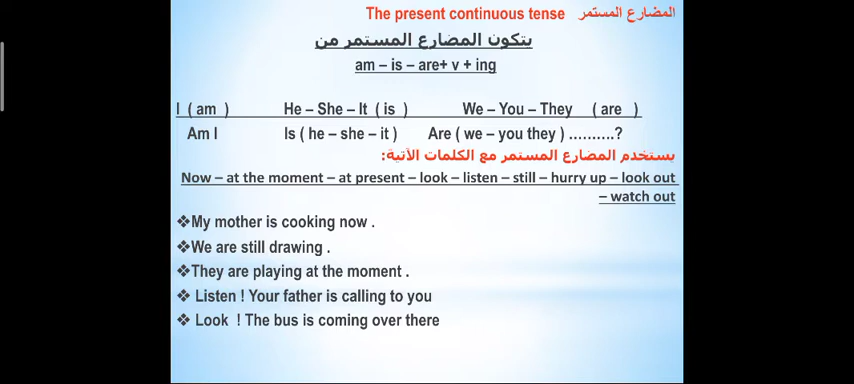 The present continuous tense المضارع المستمر
يتكون المضارع المستمر من
am – is – are+ v + ing
I ( am ) He – She – It ( is ) We – You – They ( are )
Am I Is ( he – she – it ) Are ( we – you they ) ..........?
يستخدم المضارع المستمر مع الكلمات الآتية:
Now – at the moment – at present – look – listen – still – hurry up – look out
– watch out
❖My mother is cooking now .
❖We are still drawing .
❖They are playing at the moment .
❖ Listen ! Your father is calling to you
❖ Look ! The bus is coming over there